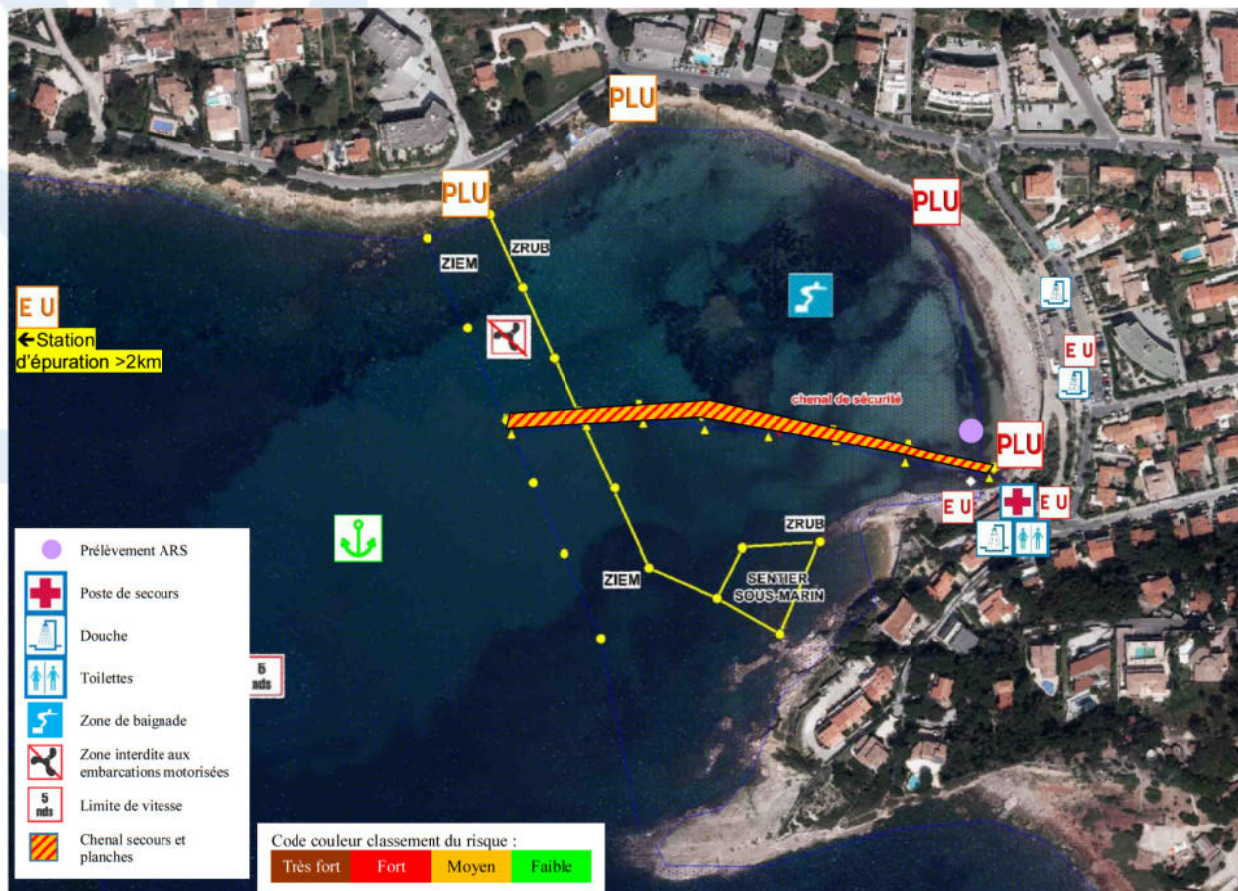 PLU
PLU
PLU
ZRUB
ZIEM
E U
←Station
d'épuration >2km
E U
chenal de sécurité
PLU
E U
E U
ZRUB
ZIEM
SENTIER
SOUS-MARIN
5
nds
Prélèvement ARS
Poste de secours
Douche
Toilettes
Zone de baignade
Zone interdite aux
embarcations motorisées
5
nds
Limite de vitesse
Chenal secours et
planches
Code couleur classement du risque :
Très fort Fort Moyen Faible